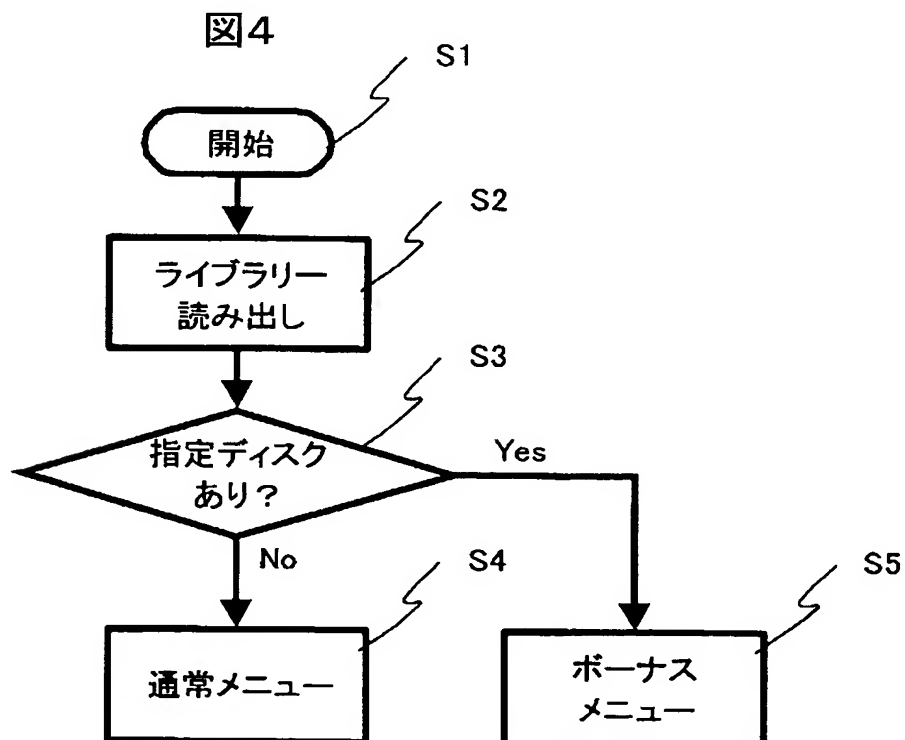 図4
S1
開始
S2
ライブラリー
読み出し
S3
指定ディスク
あり？
Yes
No
S4
通常メニュー
S5
ボーナス
メニュー